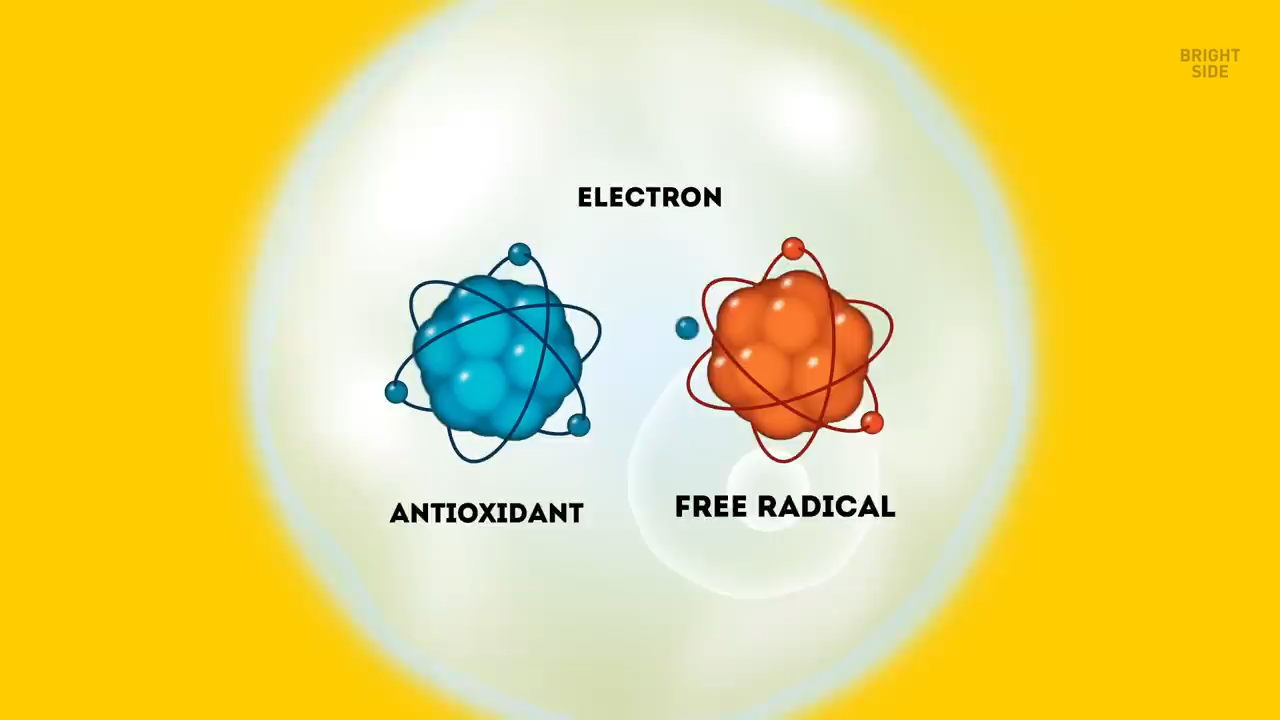 BRIGHT
SIDE
ELECTRON
ANTIOXIDANT
FREE RADICAL